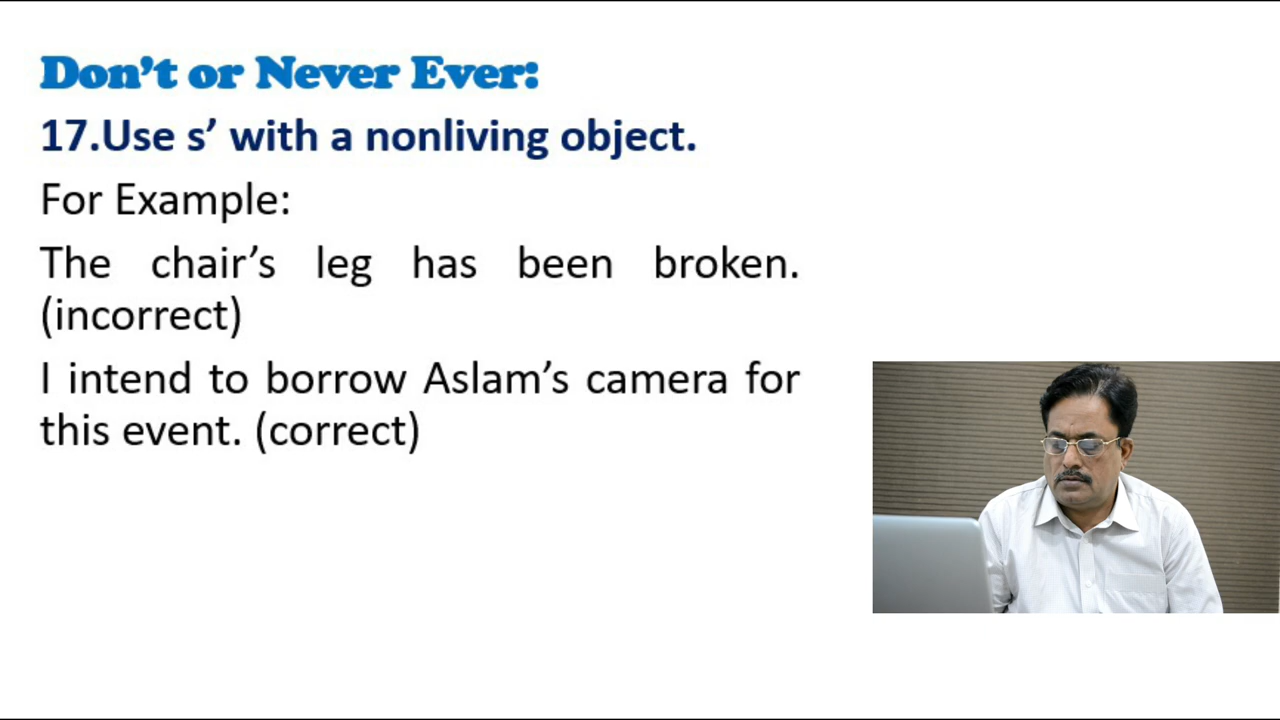 Don’t or Never Ever:
17.Use s’ with a nonliving object.
For Example:
The chair’s leg has been broken.
(incorrect)
I intend to borrow Aslam’s camera for
this event. (correct)